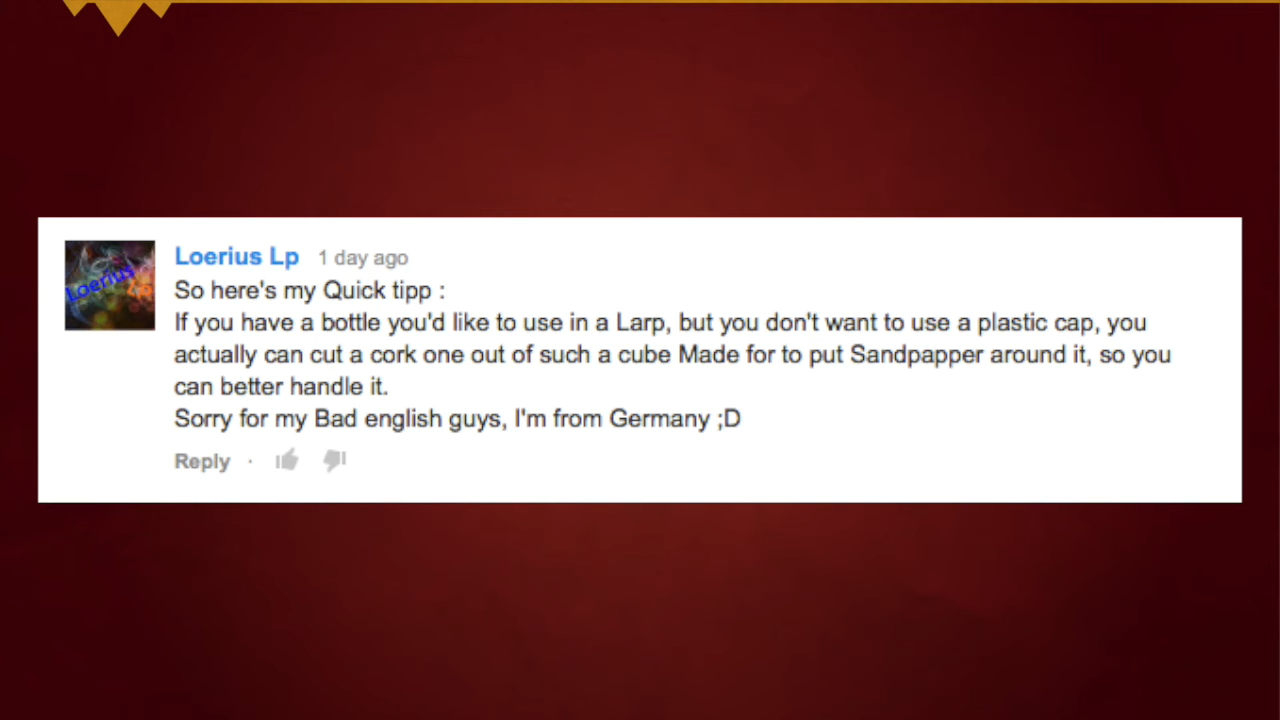 Loerius
Loerius Lp 1 day ago
So here's my Quick tipp :
If you have a bottle you'd like to use in a Larp, but you don't want to use a plastic cap, you
actually can cut a cork one out of such a cube Made for to put Sandpapper around it, so you
can better handle it.
Sorry for my Bad english guys, I'm from Germany ;D
Reply ·